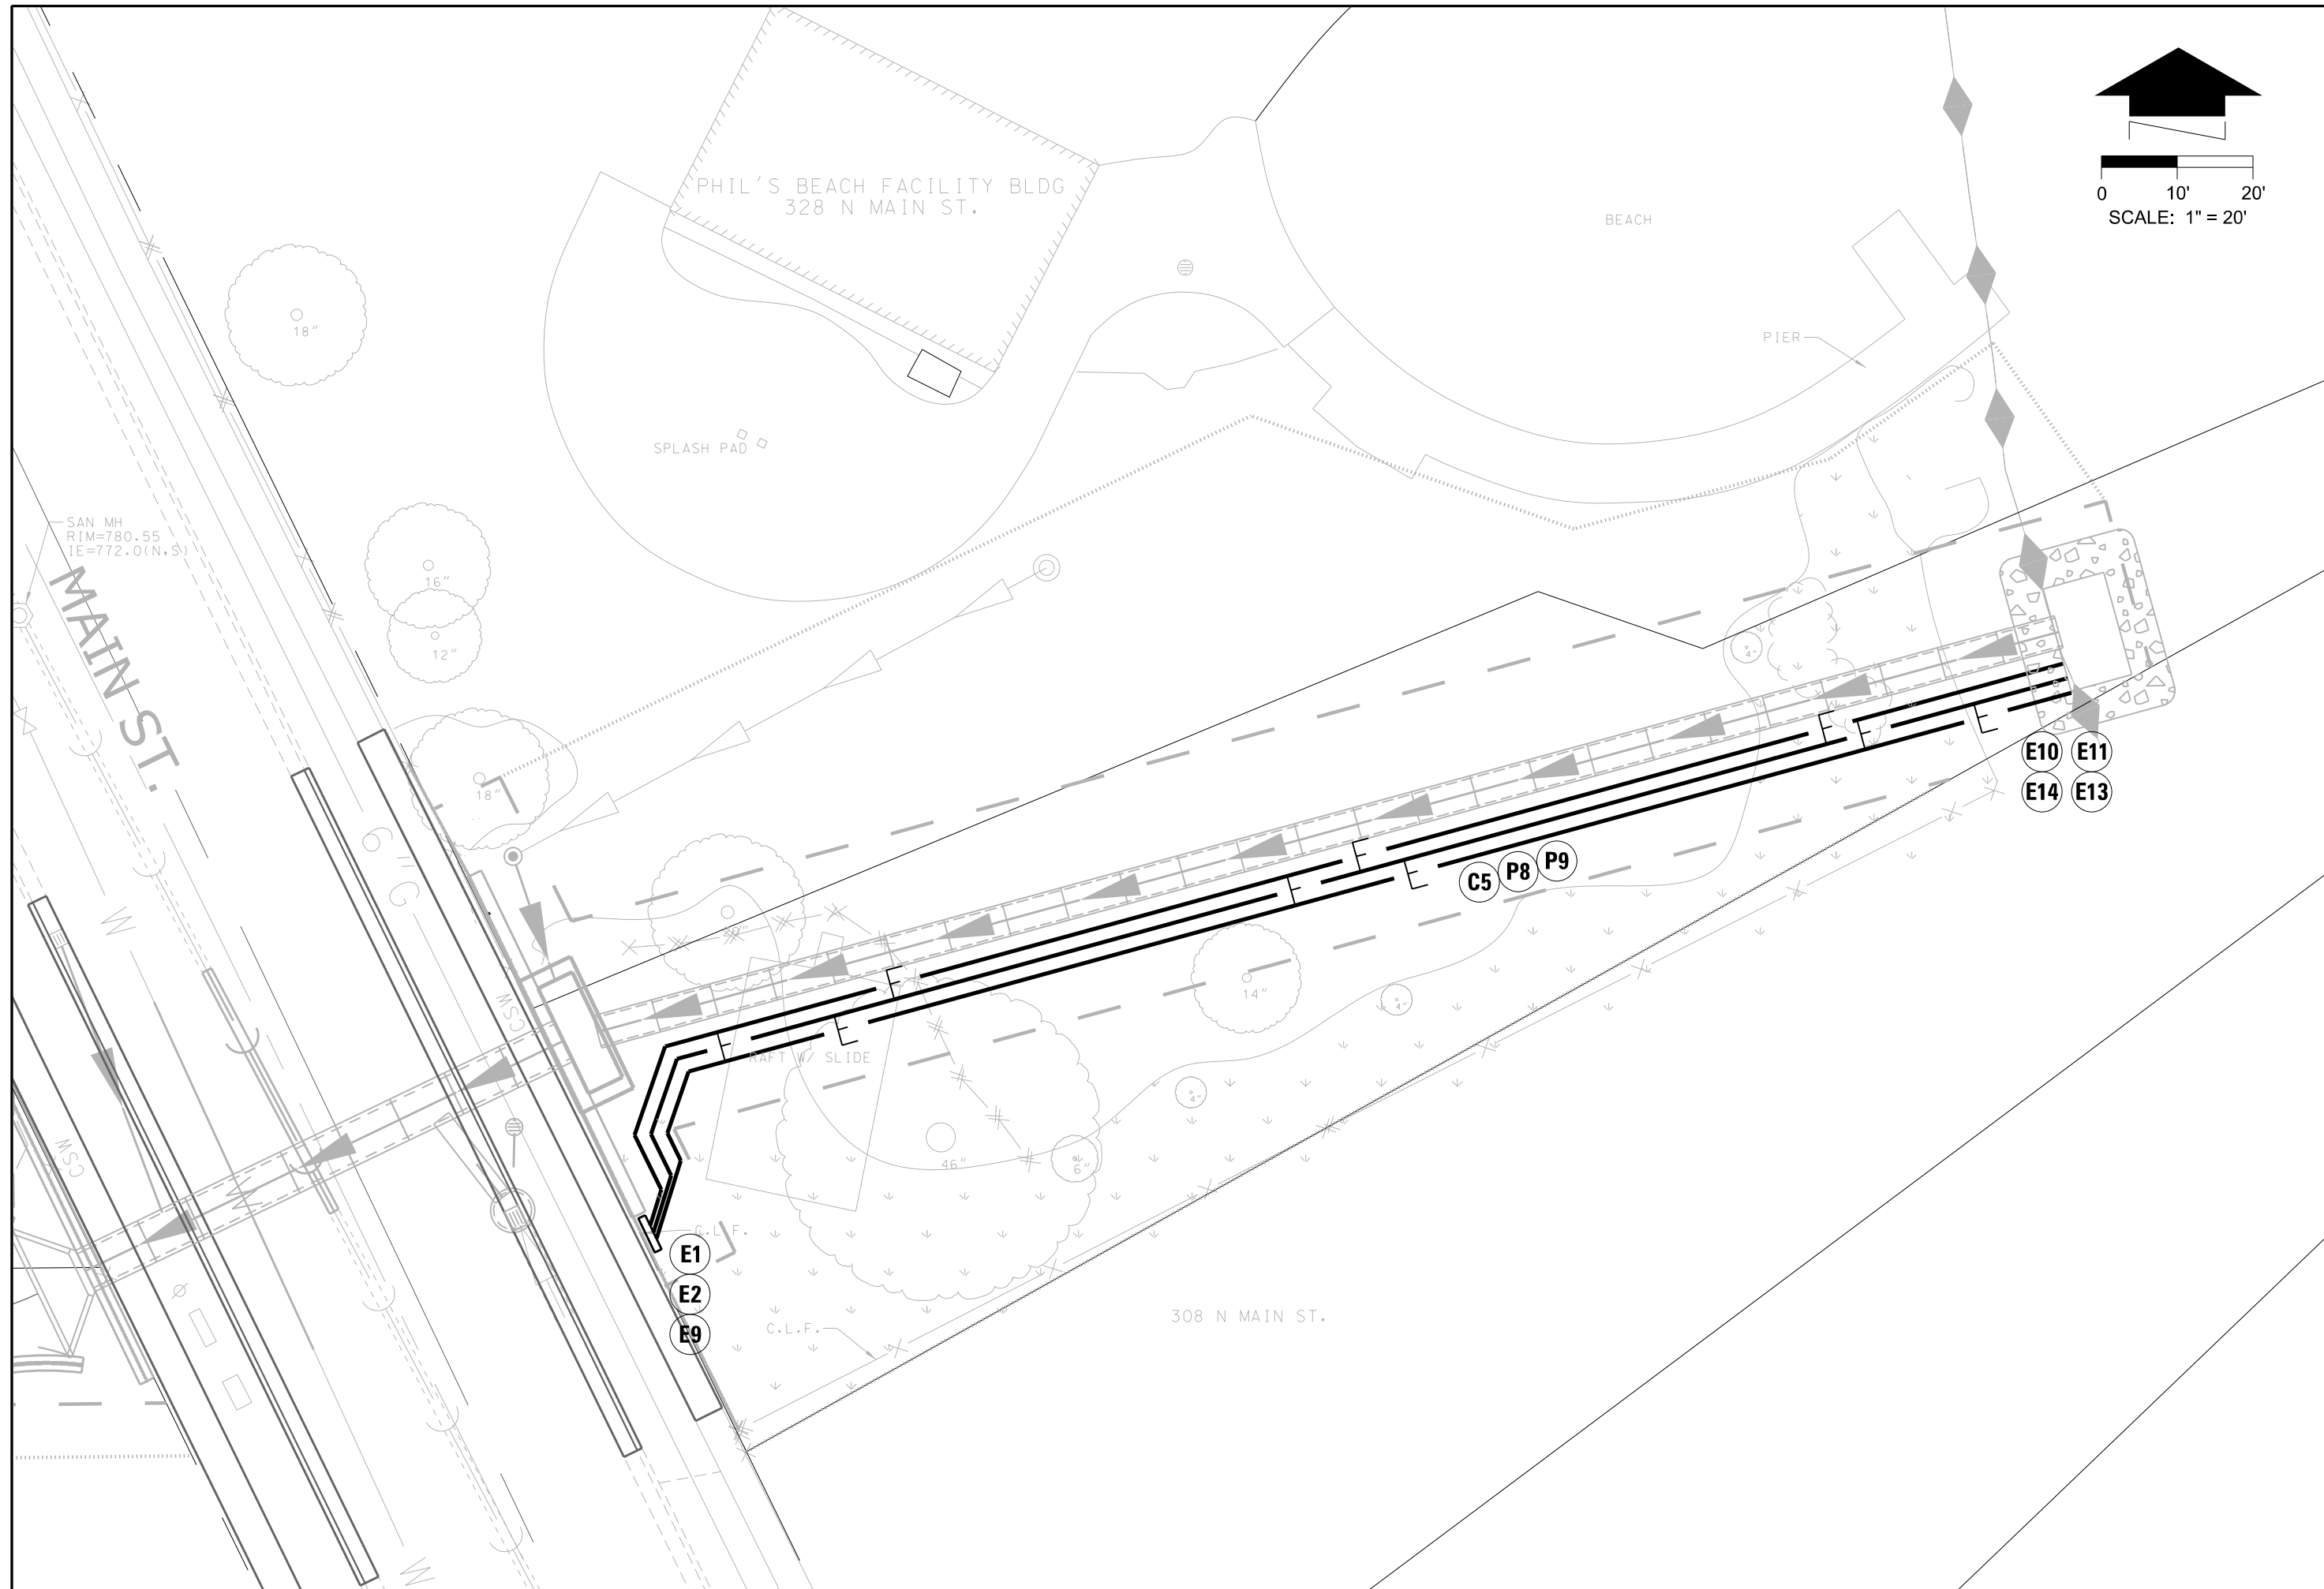 PHIL'S BEACH FACILITY BLDG
328 N MAIN ST.
BEACH
0 10' 20'
SCALE: 1" = 20'
18"
PIER
SPLASH PAD
SAN MH
RIM=780.55
IE=772.0(N,S)
MAIN ST.
16"
12"
4"
18"
E
E
E
E10 E11
E14 E13
E
E
E
C5 P8 P9
20"
14"
4"
E
E
E
RAFT W/ SLIDE
W
G
G
MSC
4"
46"
6"
MSC
W
C.L.F.
E1
E2
E9
C.L.F.
308 N MAIN ST.
W